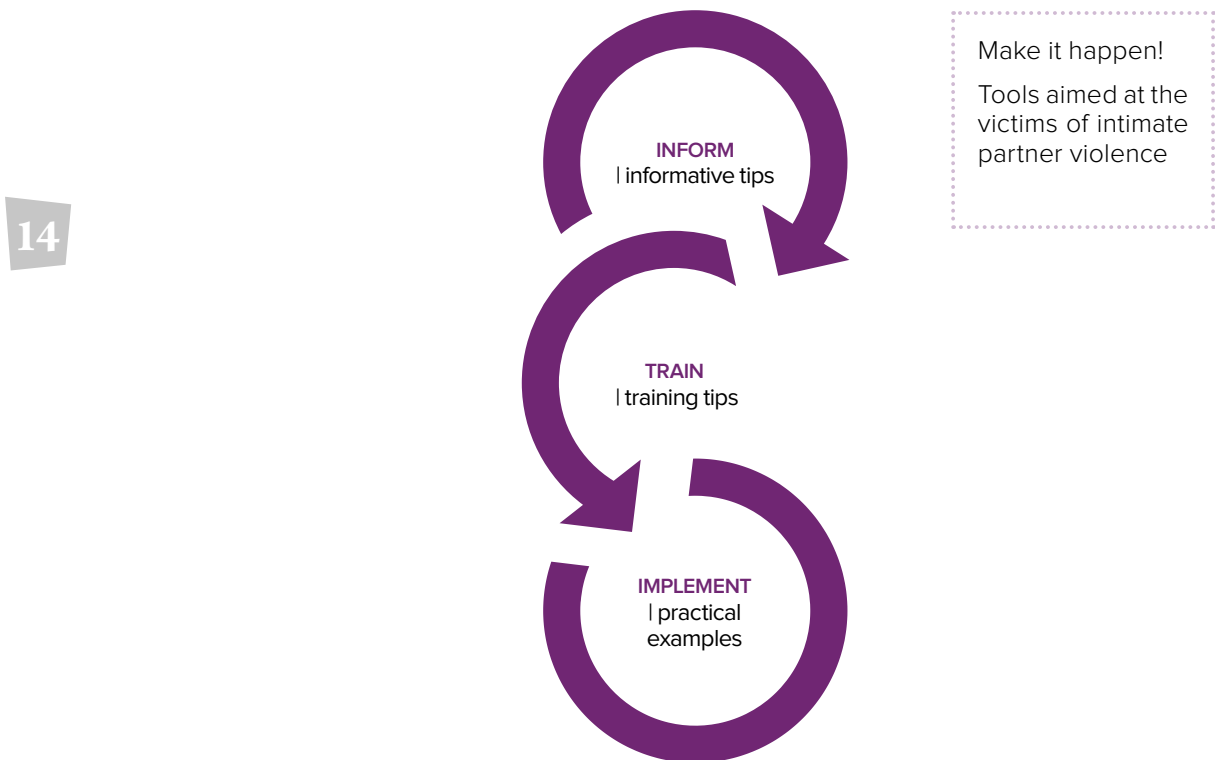 Make it happen!
Tools aimed at the
victims of intimate
partner violence
INFORM
| informative tips
14
TRAIN
| training tips
IMPLEMENT
| practical
examples